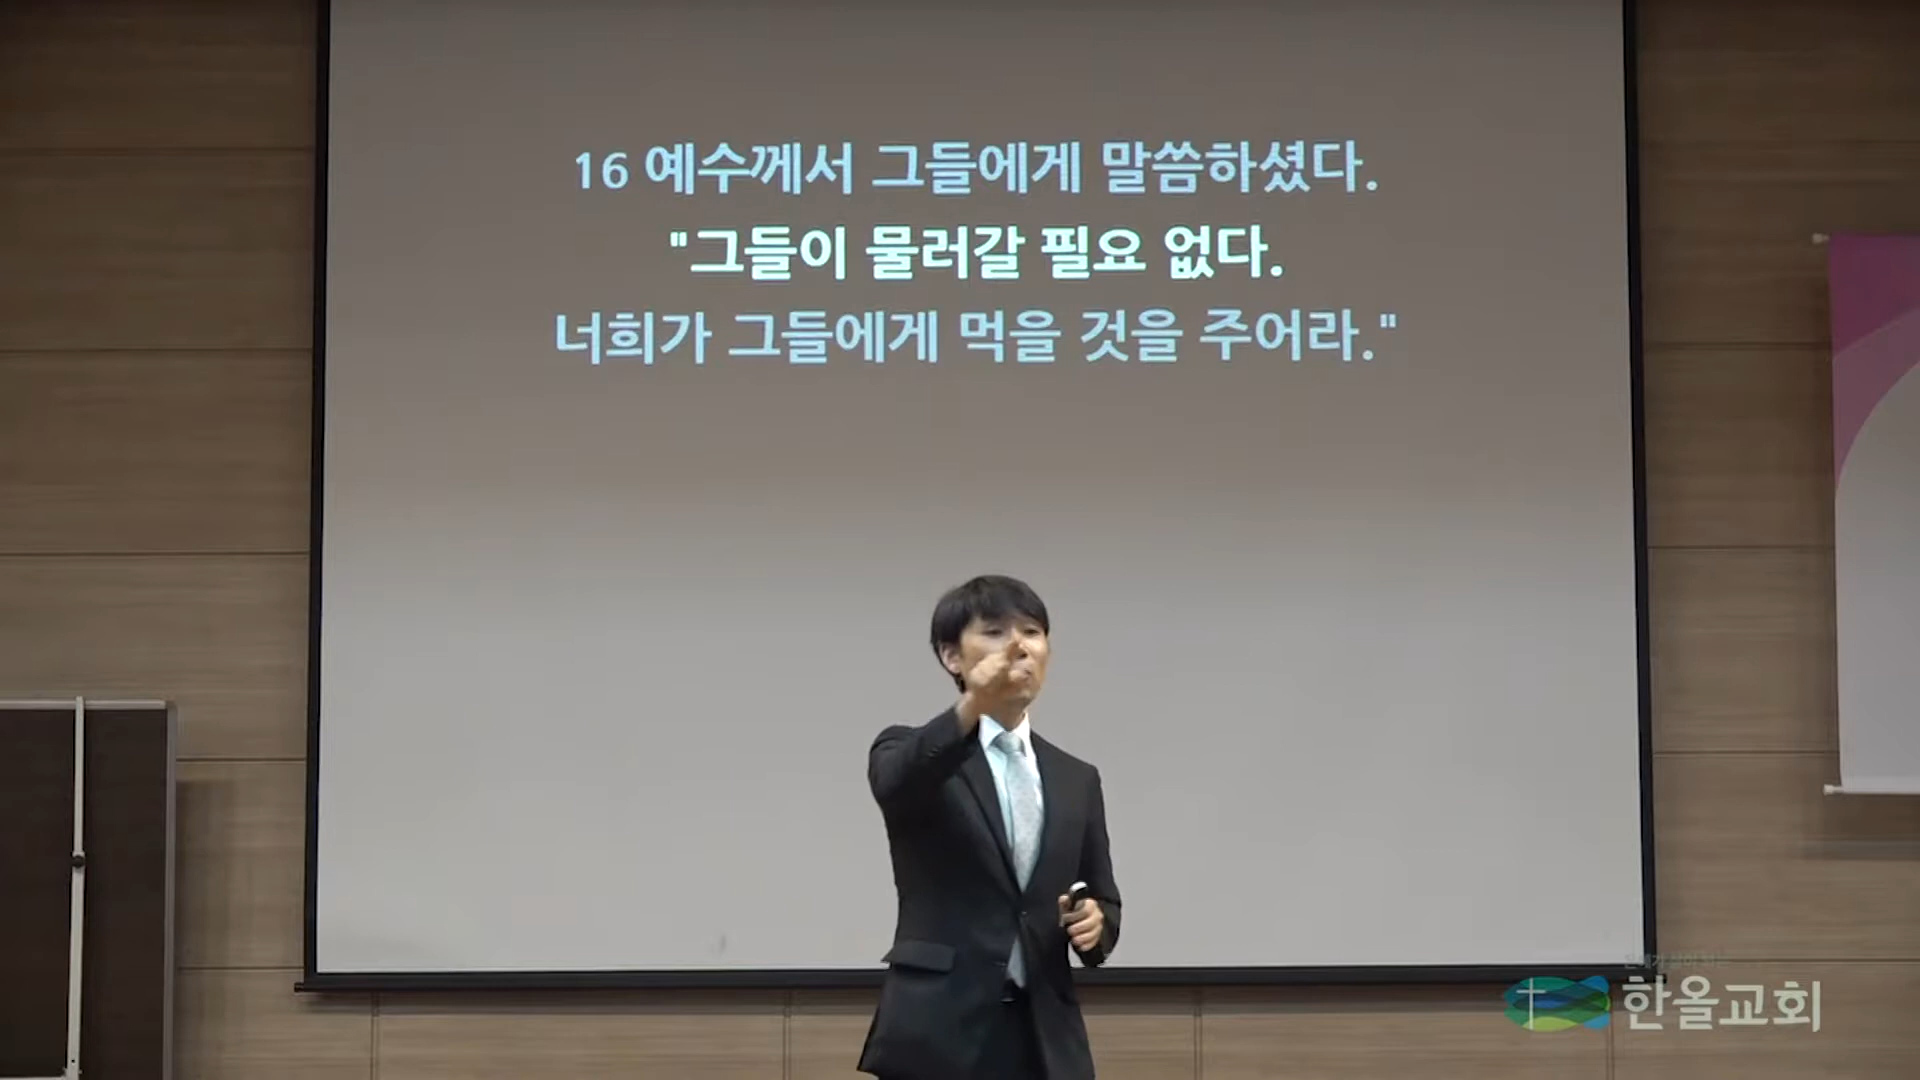 16 예수께서 그들에게 말씀하셨다.
"그들이 물러갈 필요 없다.
너희가 그들에게 먹을 것을 주어라."
한올교회